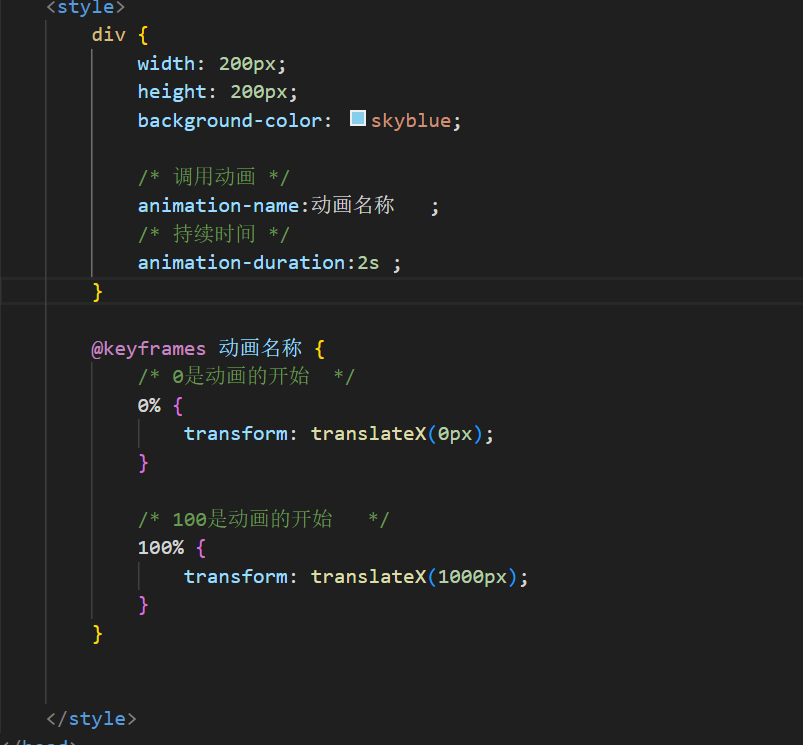 <style>
div {
width: 200px;
height: 200px;
background-color: skyblue;
/* 调用动画 */
animation-name:动画名称   ;
/* 持续时间 */
animation-duration:2s ;
}
@keyframes 动画名称 {
/* 0是动画的开始  */
0% {
transform: translateX(0px);
}
/* 100是动画的开始   */
100% {
transform: translateX(1000px);
}
}
</style>
</head>